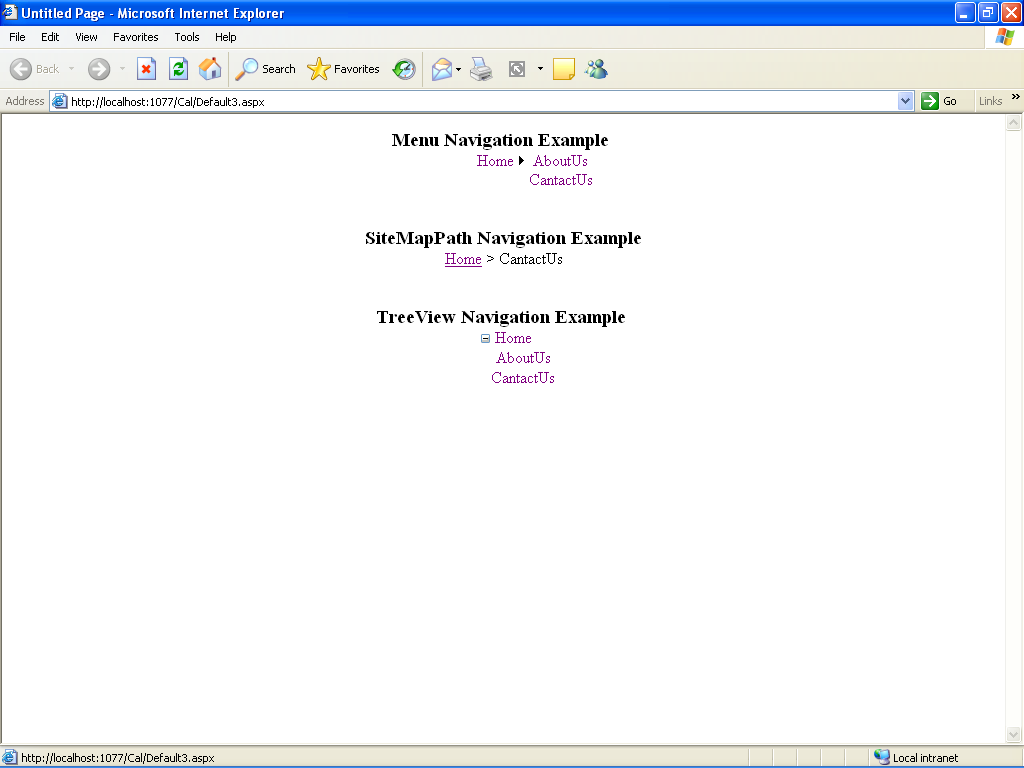 Untitled Page - Microsoft Internet Explorer
File Edit View Favorites Tools Help
Back Search Favorites
Address http://localhost:1077/Cal/Default3.aspx Go Links »
Menu Navigation Example
Home AboutUs
CantactUs
SiteMapPath Navigation Example
Home > CantactUs
TreeView Navigation Example
Home
AboutUs
CantactUs
http://localhost:1077/Cal/Default3.aspx Local intranet